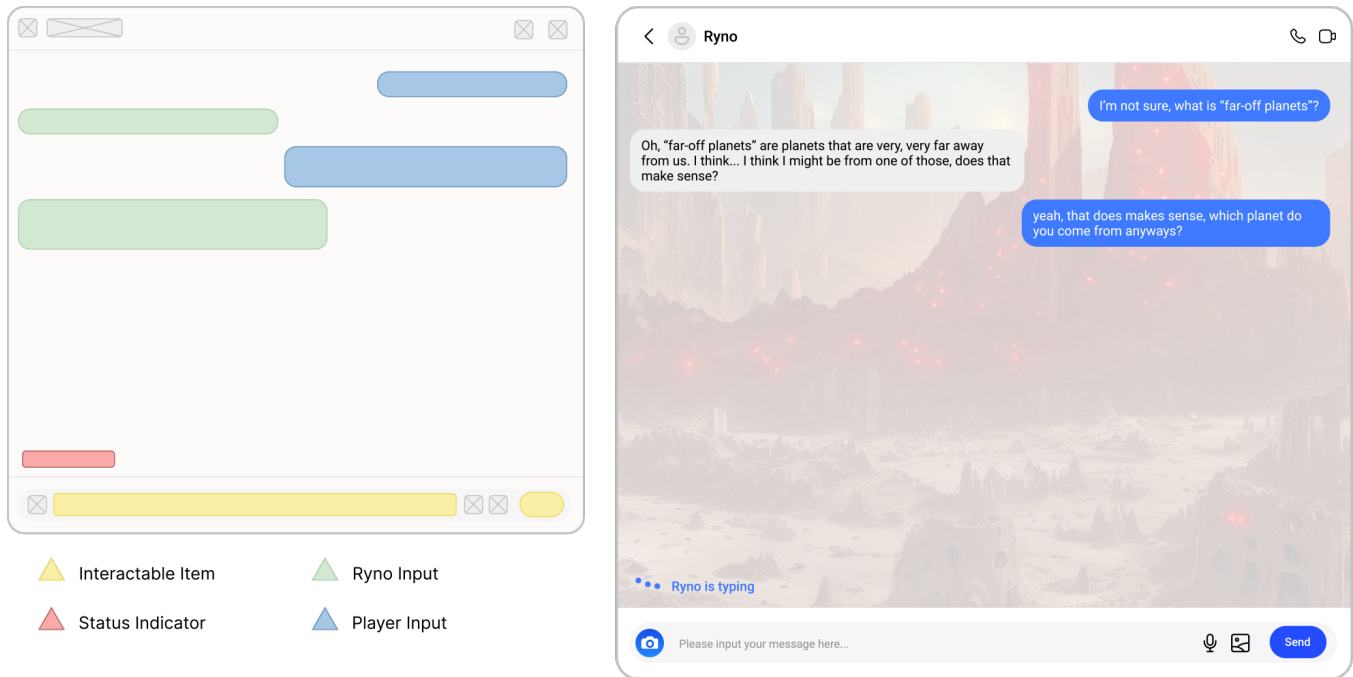 Interactable Item
Ryno Input
Status Indicator
Player Input
Ryno
I'm not sure, what is “far-off planets”?
Oh, “far-off planets” are planets that are very, very far away
from us. I think... I think I might be from one of those, does that
make sense?
yeah, that does makes sense, which planet do
you come from anyways?
Ryno is typing
Please input your message here...
Send